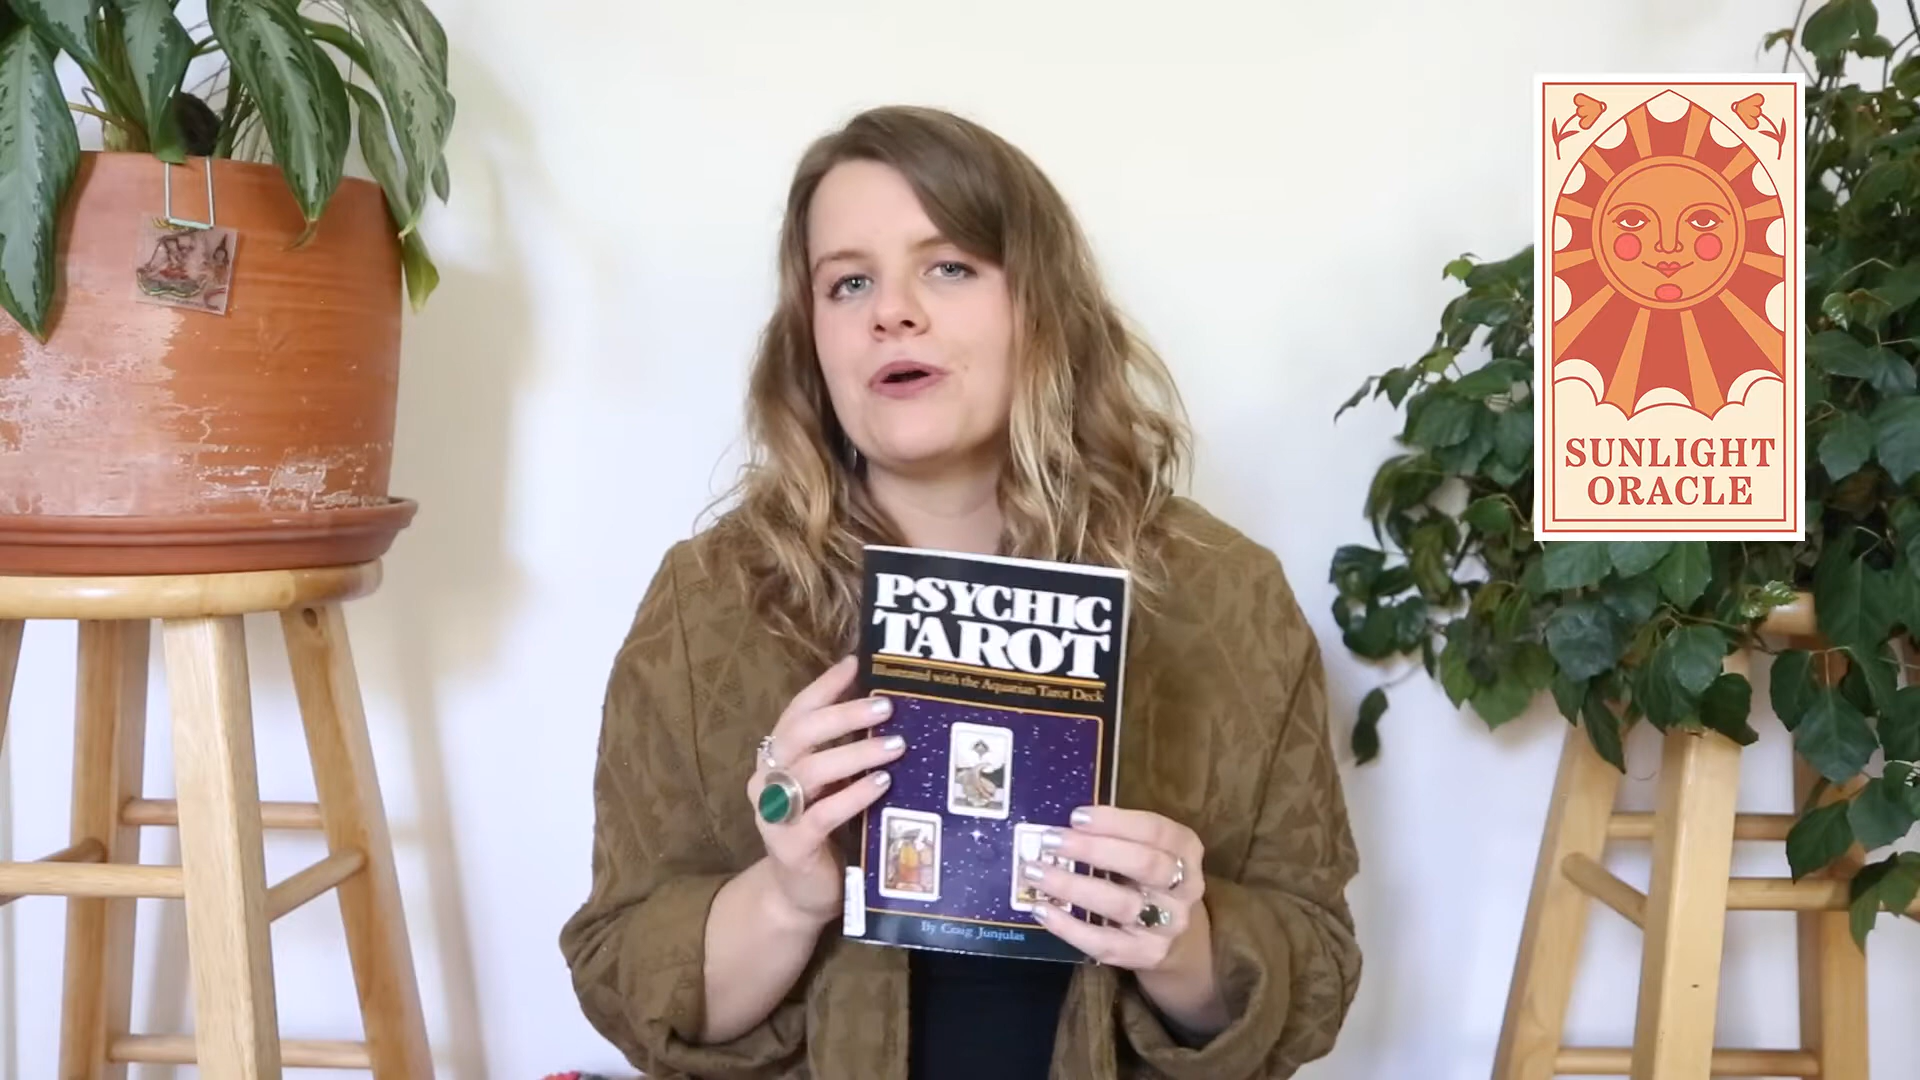 PSYCHIC
TAROT
Illustrated with the Aquarian Tarot Deck
By Craig Junjulas
SUNLIGHT
ORACLE